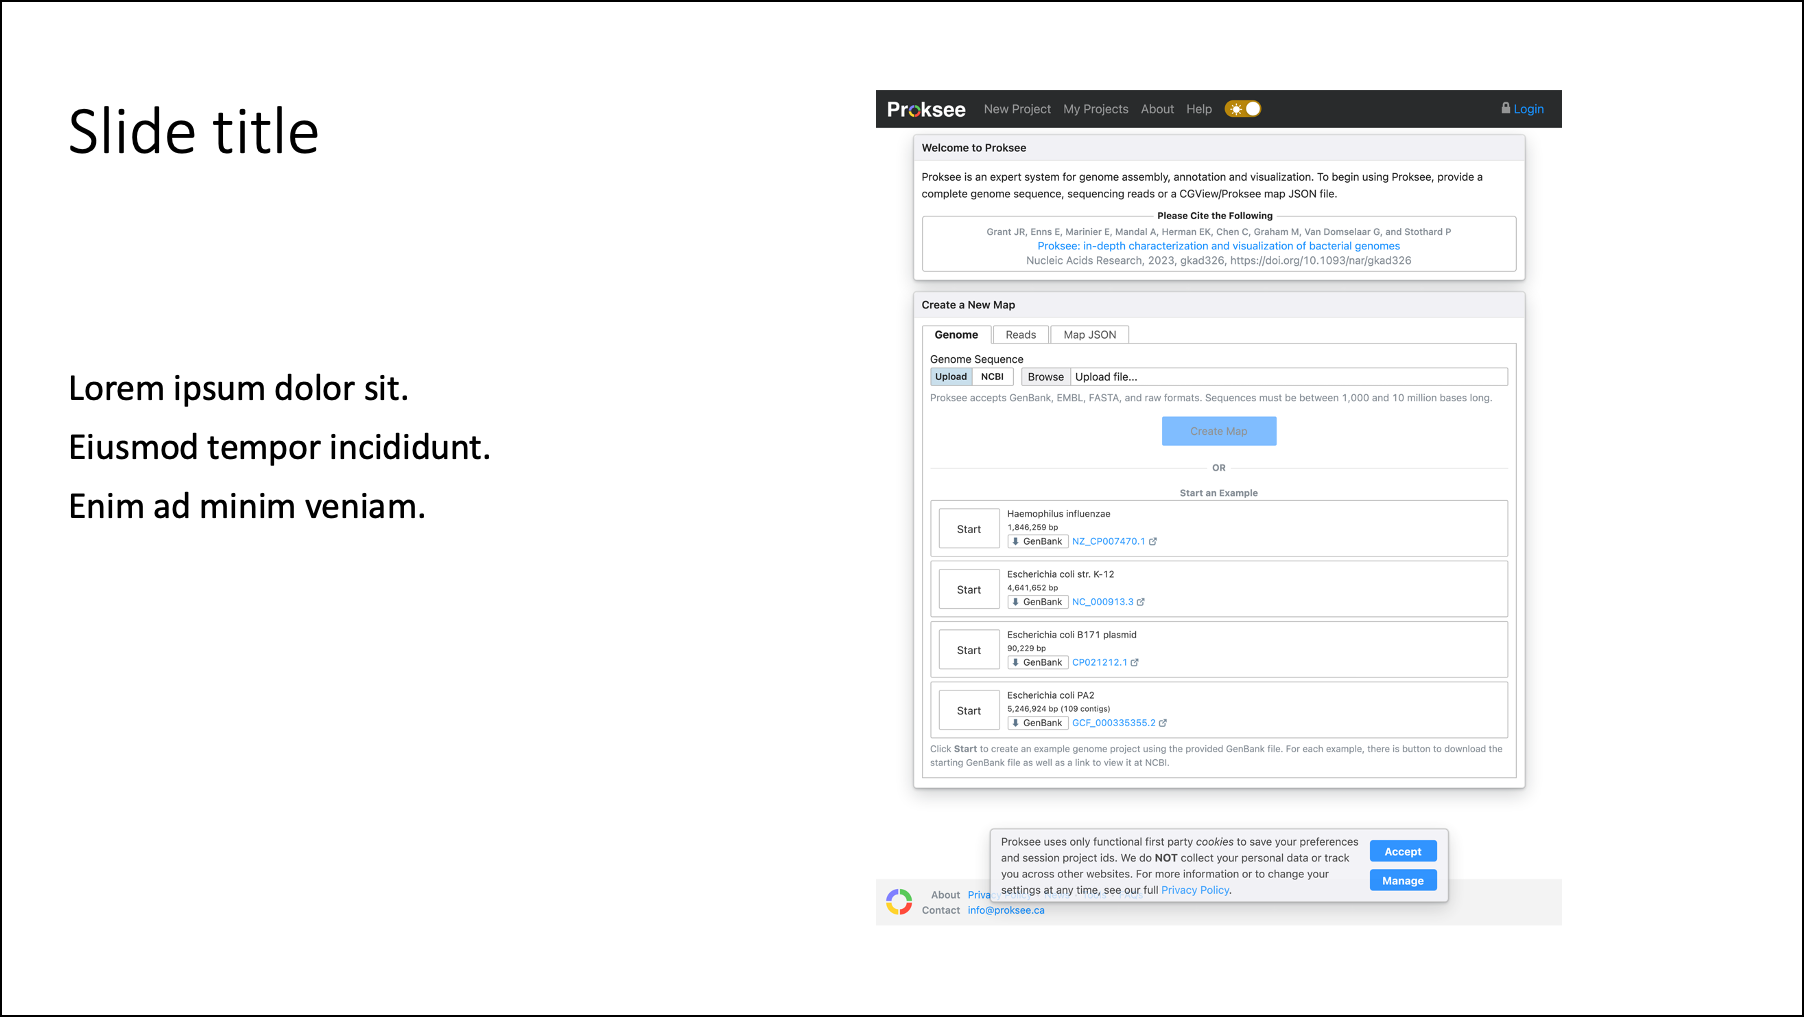 Slide title
Lorem ipsum dolor sit.
Eiusmod tempor incididunt.
Enim ad minim veniam.
Proksee New Project My Projects About Help Login
Welcome to Proksee
Proksee is an expert system for genome assembly, annotation and visualization. To begin using Proksee, provide a
complete genome sequence, sequencing reads or a CGView/Proksee map JSON file.
Please Cite the Following
Grant JR, Enns E, Marinier E, Mandal A, Herman EK, Chen C, Graham M, Van Domselaar G, and Stothard P
Proksee: in-depth characterization and visualization of bacterial genomes
Nucleic Acids Research, 2023, gkad326, https://doi.org/10.1093/nar/gkad326
Create a New Map
Genome Reads Map JSON
Genome Sequence
Upload NCBI Browse Upload file...
Proksee accepts GenBank, EMBL, FASTA, and raw formats. Sequences must be between 1,000 and 10 million bases long.
Create Map
OR
Start an Example
Start
Haemophilus influenzae
1,846,259 bp
GenBank NZ_CP007470.1
Start
Escherichia coli str. K-12
4,641,652 bp
GenBank NC_000913.3
Start
Escherichia coli B171 plasmid
90,229 bp
GenBank CP021212.1
Start
Escherichia coli PA2
5,246,924 bp (109 contigs)
GenBank GCF_000335355.2
Click Start to create an example genome project using the provided GenBank file. For each example, there is button to download the
starting GenBank file as well as a link to view it at NCBI.
Proksee uses only functional first party cookies to save your preferences
and session project ids. We do NOT collect your personal data or track
you across other websites. For more information or to change your
settings at any time, see our full Privacy Policy.
Accept
Manage
About Privacy
Contact info@proksee.ca